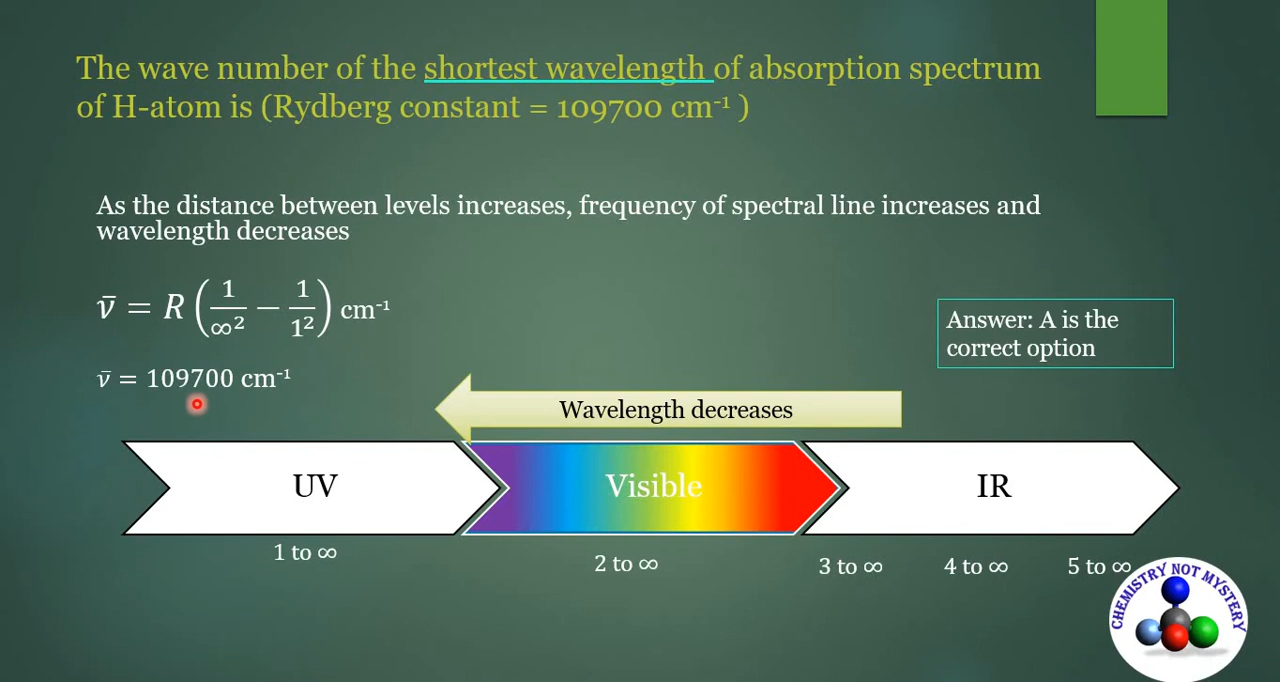 The wave number of the shortest wavelength of absorption spectrum
of H-atom is (Rydberg constant = 109700 cm⁻¹ )
As the distance between levels increases, frequency of spectral line increases and
wavelength decreases
ν̄ = R(1/∞² − 1/1²) cm⁻¹
Answer: A is the
correct option
ν̄ = 109700 cm⁻¹
Wavelength decreases
UV
Visible
IR
1 to ∞
2 to ∞
3 to ∞
4 to ∞
5 to ∞
CHEMISTRY NOT MYSTERY